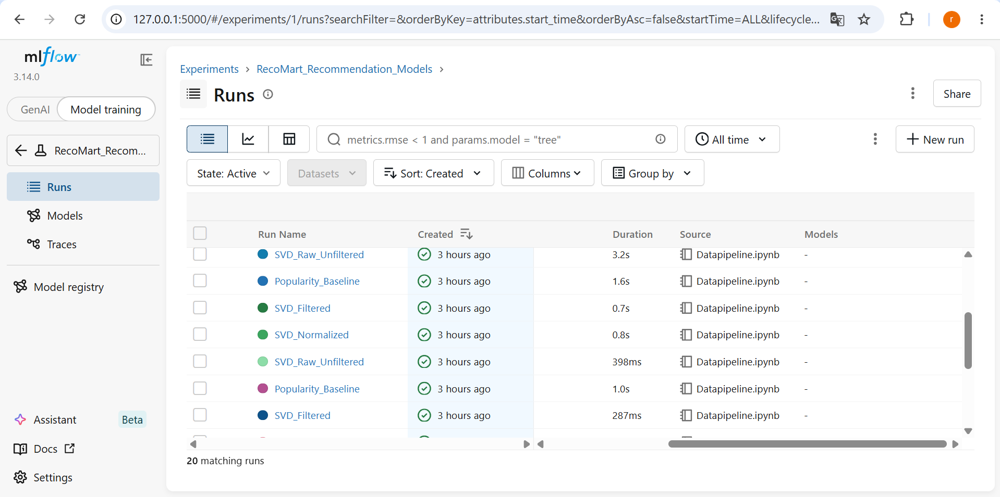 127.0.0.1:5000/#/experiments/1/runs?searchFilter=&orderByKey=attributes.start_time&orderByAsc=false&startTime=ALL&lifecycle...
r
mlflow
3.14.0
GenAI
Model training
RecoMart_Recom...
Runs
Models
Traces
Model registry
Assistant
Beta
Docs
Settings
Experiments > RecoMart_Recommendation_Models >
Runs
Share
metrics.rmse < 1 and params.model = "tree"
All time
New run
State: Active
Datasets
Sort: Created
Columns
Group by
Run Name Created Duration Source Models
SVD_Raw_Unfiltered 3 hours ago 3.2s Datapipeline.ipynb -
Popularity_Baseline 3 hours ago 1.6s Datapipeline.ipynb -
SVD_Filtered 3 hours ago 0.7s Datapipeline.ipynb -
SVD_Normalized 3 hours ago 0.8s Datapipeline.ipynb -
SVD_Raw_Unfiltered 3 hours ago 398ms Datapipeline.ipynb -
Popularity_Baseline 3 hours ago 1.0s Datapipeline.ipynb -
SVD_Filtered 3 hours ago 287ms Datapipeline.ipynb -
20 matching runs